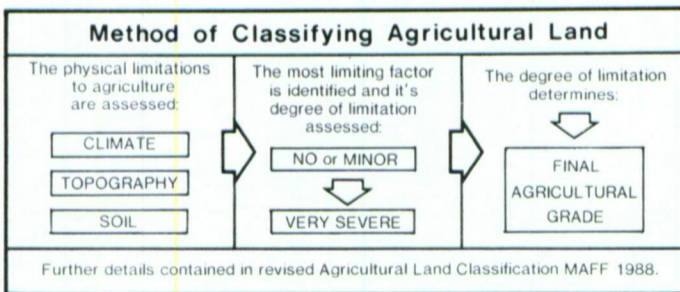 Method of Classifying Agricultural Land
The physical limitations
to agriculture
are assessed:
CLIMATE
TOPOGRAPHY
SOIL
The most limiting factor
is identified and it's
degree of limitation
assessed:
NO or MINOR
VERY SEVERE
The degree of limitation
determines:
FINAL
AGRICULTURAL
GRADE
Further details contained in revised Agricultural Land Classification MAFF 1988.